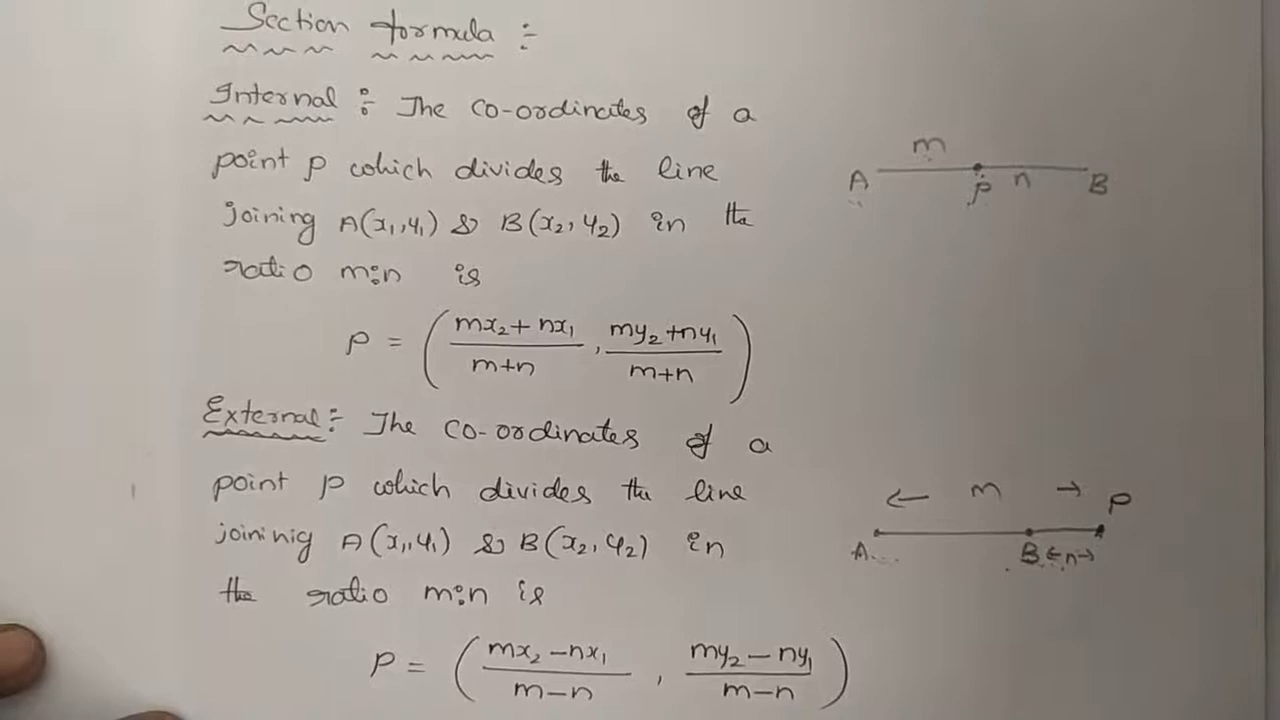 Section formula :-
Internal :- The co-ordinates of a
point P which divides the line
joining A(x₁,y₁) & B(x₂, y₂) in the
ratio m:n is
P = ( mx₂ + nx₁ / m+n , my₂ + ny₁ / m+n )
m
A P n B
External :- The co-ordinates of a
point P which divides the line
joininig A(x₁,y₁) & B(x₂, y₂) in
the ratio m:n is
P = ( mx₂ - nx₁ / m-n , my₂ - ny₁ / m-n )
← m → P
A B ←n→